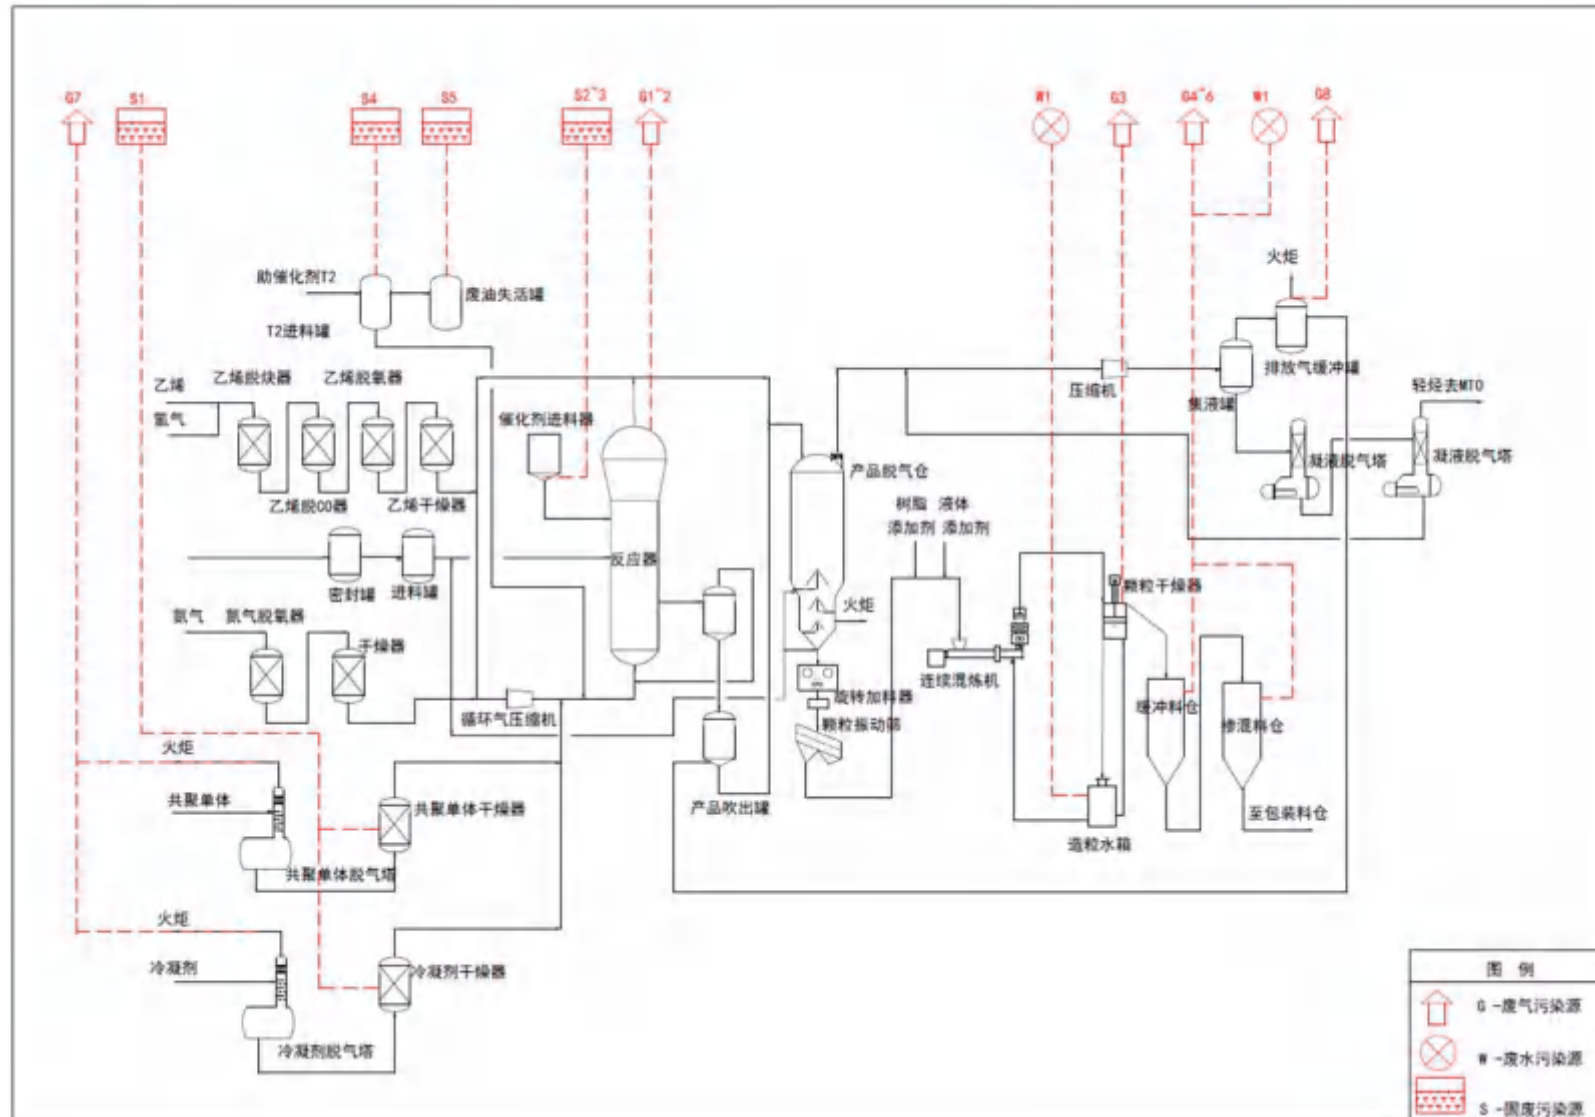 G7
S1
S4
S5
S2~3
G1~2
W1
G3
G4~6
W1
G8
助催化剂T2
废油失活罐
T2进料罐
火炬
排放气缓冲罐
压缩机
集液罐
轻烃去MTO
乙烯
乙烯脱炔器
乙烯脱氧器
氢气
催化剂进料器
产品脱气仓
凝液脱气塔
凝液脱气塔
乙烯脱CO器
乙烯干燥器
树脂
添加剂
液体
添加剂
反应器
密封罐
进料罐
颗粒干燥器
氮气
氮气脱氧器
干燥器
火炬
连续混炼机
旋转加料器
颗粒振动筛
缓冲料仓
掺混料仓
循环气压缩机
火炬
共聚单体
共聚单体干燥器
产品吹出罐
至包装料仓
造粒水箱
共聚单体脱气塔
火炬
冷凝剂
冷凝剂干燥器
冷凝剂脱气塔
图 例
G -废气污染源
W -废水污染源
S -固废污染源